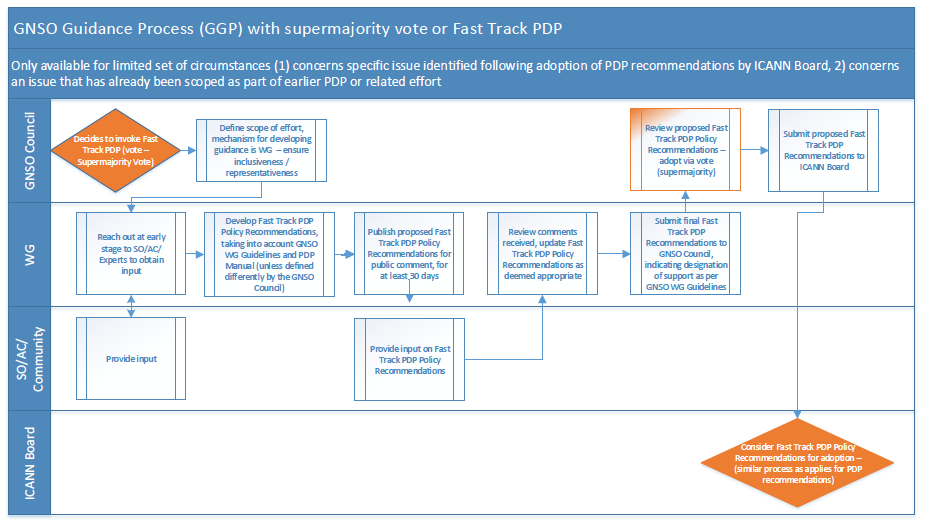 GNSO Guidance Process (GGP) with supermajority vote or Fast Track PDP
Only available for limited set of circumstances (1) concerns specific issue identified following adoption of PDP recommendations by ICANN Board, 2) concerns
an issue that has already been scoped as part of earlier PDP or related effort
GNSO Council
Decides to invoke Fast
Track PDP (vote –
Supermajority Vote)
Define scope of effort,
mechanism for developing
guidance is WG – ensure
inclusiveness /
representativeness
Review proposed Fast
Track PDP Policy
Recommendations –
adopt via vote
(supermajority)
Submit proposed Fast
Track PDP
Recommendations to
ICANN Board
WG
Reach out at early
stage to SO/AC/
Experts to obtain
input
Develop Fast Track PDP
Policy Recommendations,
taking into account GNSO
WG Guidelines and PDP
Manual (unless defined
differently by the GNSO
Council)
Publish proposed Fast
Track PDP Policy
Recommendations for
public comment, for
at least 30 days
Review comments
received, update Fast
Track PDP Policy
Recommendations as
deemed appropriate
Submit final Fast
Track PDP
Recommendations to
GNSO Council,
indicating designation
of support as per
GNSO WG Guidelines
SO/AC/
Community
Provide input
Provide input on Fast
Track PDP Policy
Recommendations
ICANN Board
Consider Fast Track PDP Policy
Recommendations for adoption –
(similar process as applies for PDP
recommendations)